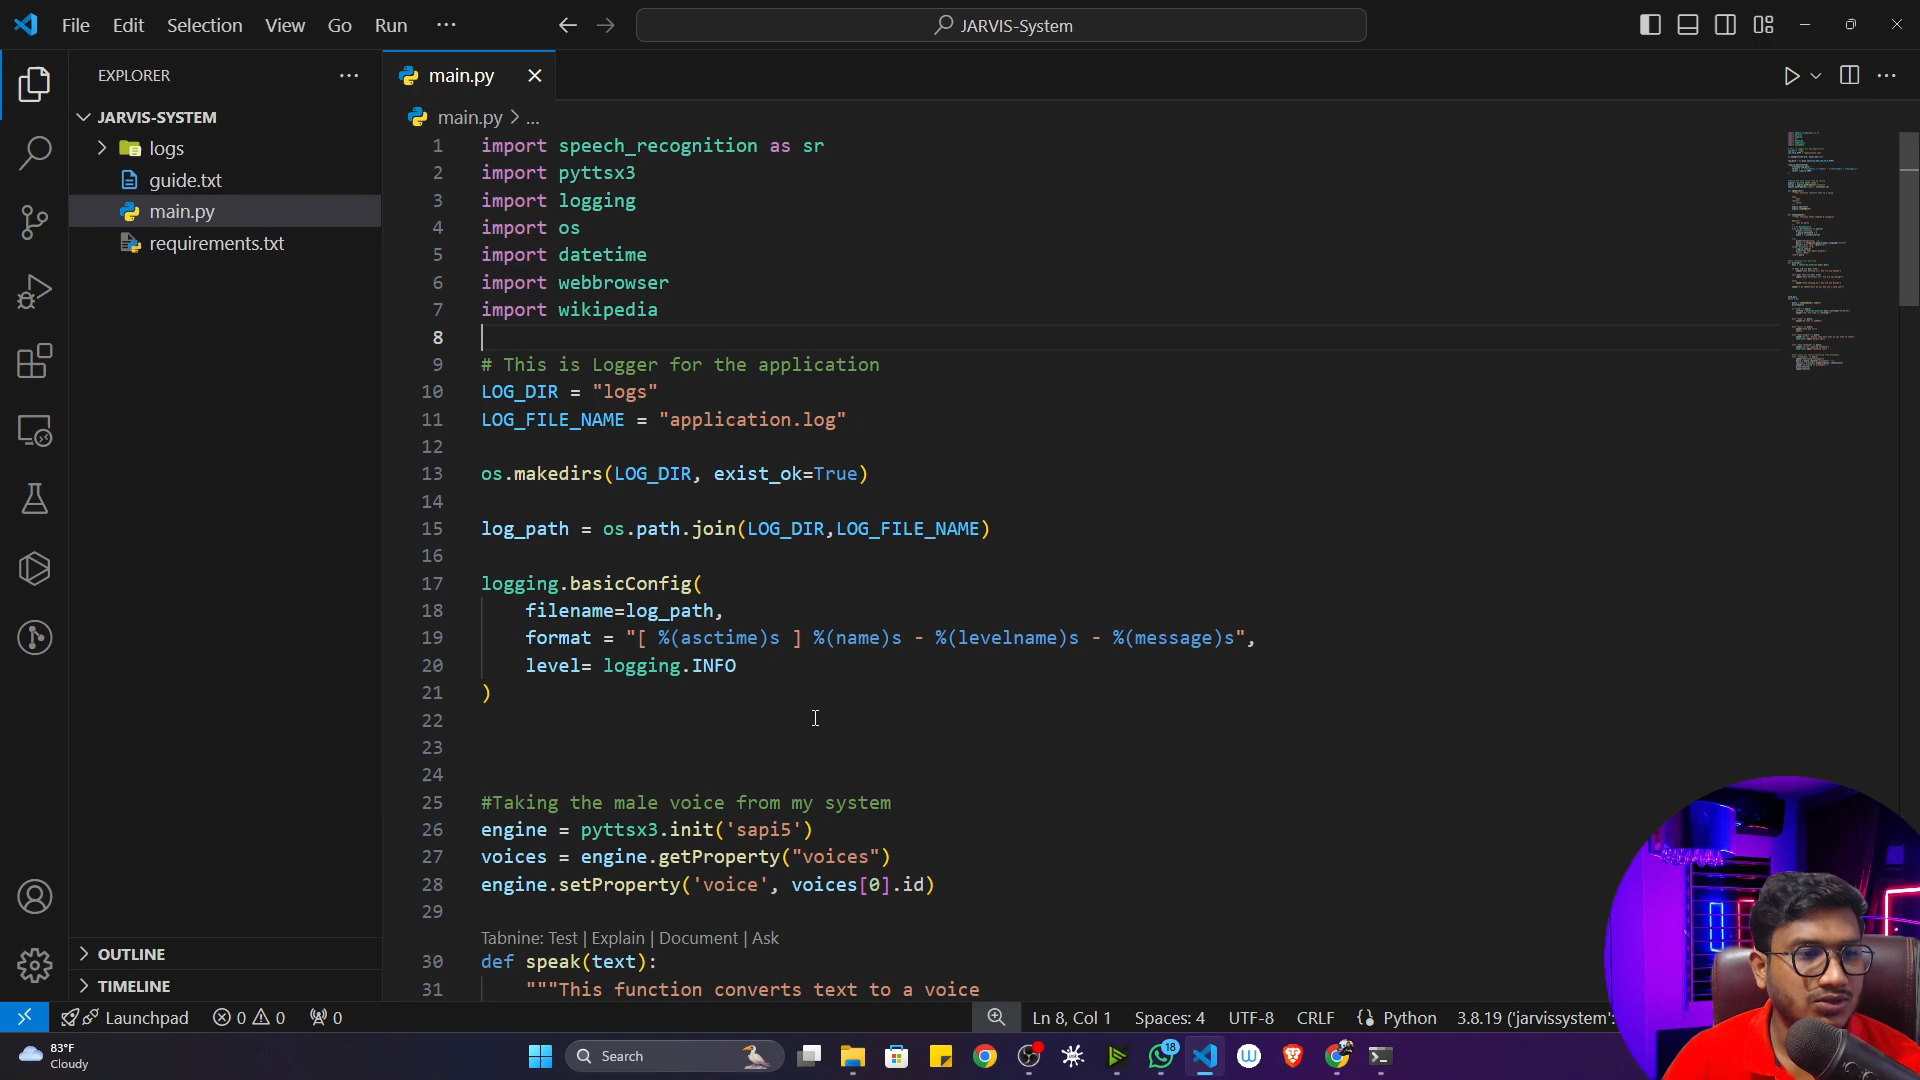 File Edit Selection View Go Run ···
JARVIS-System
EXPLORER
JARVIS-SYSTEM
logs
guide.txt
main.py
requirements.txt
OUTLINE
TIMELINE
main.py
main.py > ...
1 import speech_recognition as sr
2 import pyttsx3
3 import logging
4 import os
5 import datetime
6 import webbrowser
7 import wikipedia
8
9 # This is Logger for the application
10 LOG_DIR = "logs"
11 LOG_FILE_NAME = "application.log"
12
13 os.makedirs(LOG_DIR, exist_ok=True)
14
15 log_path = os.path.join(LOG_DIR,LOG_FILE_NAME)
16
17 logging.basicConfig(
18 filename=log_path,
19 format = "[ %(asctime)s ] %(name)s - %(levelname)s - %(message)s",
20 level= logging.INFO
21 )
22
23
24
25 #Taking the male voice from my system
26 engine = pyttsx3.init('sapi5')
27 voices = engine.getProperty("voices")
28 engine.setProperty('voice', voices[0].id)
29
Tabnine: Test | Explain | Document | Ask
30 def speak(text):
31 """This function converts text to a voice
Launchpad 0 0 0 Ln 8, Col 1 Spaces: 4 UTF-8 CRLF Python 3.8.19 ('jarvissystem':
83°F
Cloudy
Search
18